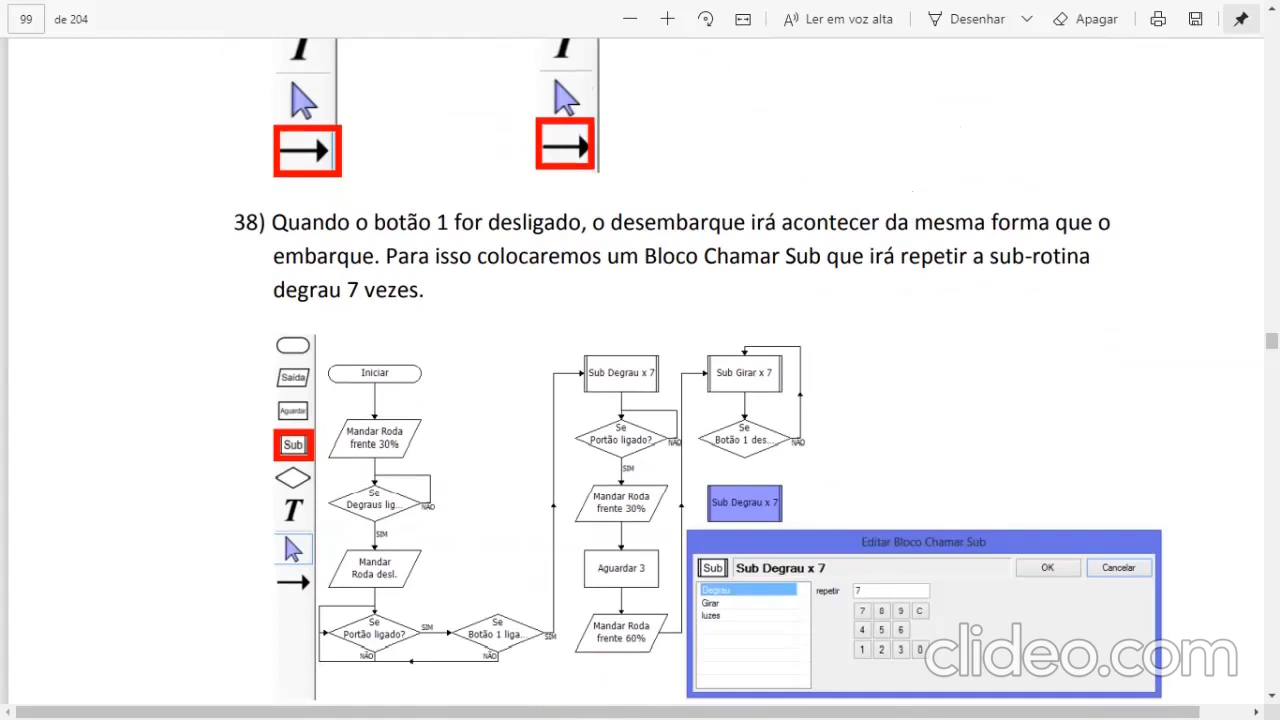 99 de 204
Ler em voz alta
Desenhar
Apagar
T
T
38) Quando o botão 1 for desligado, o desembarque irá acontecer da mesma forma que o
embarque. Para isso colocaremos um Bloco Chamar Sub que irá repetir a sub-rotina
degrau 7 vezes.
Saída
Aguardar
Sub
T
Iniciar
Mandar Roda
frente 30%
Se
Degraus lig...
NÃO
SIM
Mandar
Roda desl.
Se
Portão ligado?
SIM
NÃO
Se
Botão 1 liga...
SIM
NÃO
Sub Degrau x 7
Se
Portão ligado?
NÃO
SIM
Mandar Roda
frente 30%
Aguardar 3
Mandar Roda
frente 60%
Sub Girar x 7
Se
Botão 1 des...
NÃO
Sub Degrau x 7
Editar Bloco Chamar Sub
Sub
Sub Degrau x 7
OK
Cancelar
Degrau
Girar
luzes
repetir
7
7 8 9 C
4 5 6
1 2 3 0
clideo.com